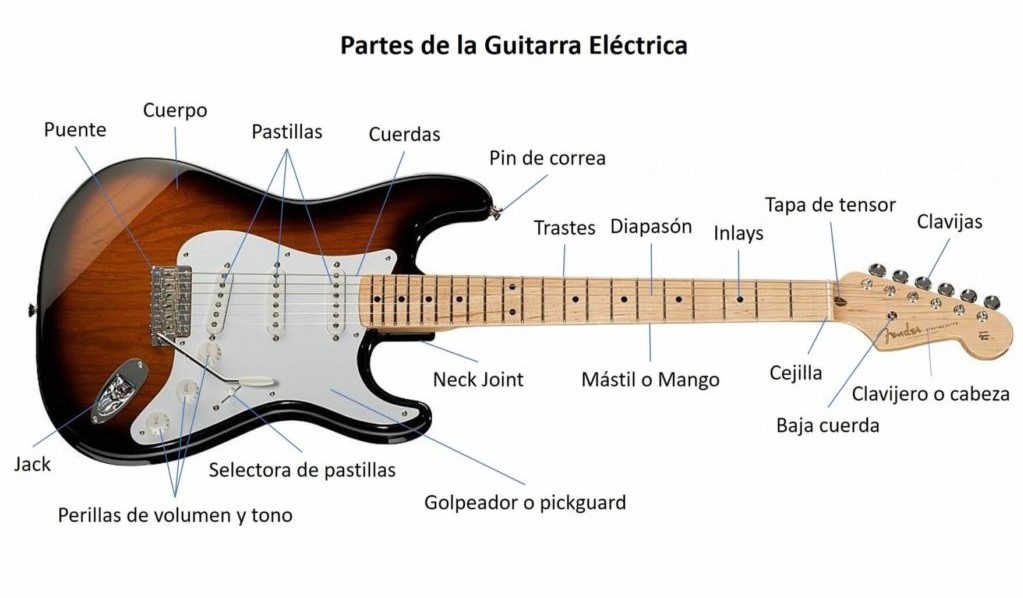 Partes de la Guitarra Eléctrica
Cuerpo
Puente
Pastillas
Cuerdas
Pin de correa
Trastes
Diapasón
Inlays
Tapa de tensor
Clavijas
Fender
Neck Joint
Mástil o Mango
Cejilla
Clavijero o cabeza
Baja cuerda
Jack
Selectora de pastillas
Golpeador o pickguard
Perillas de volumen y tono